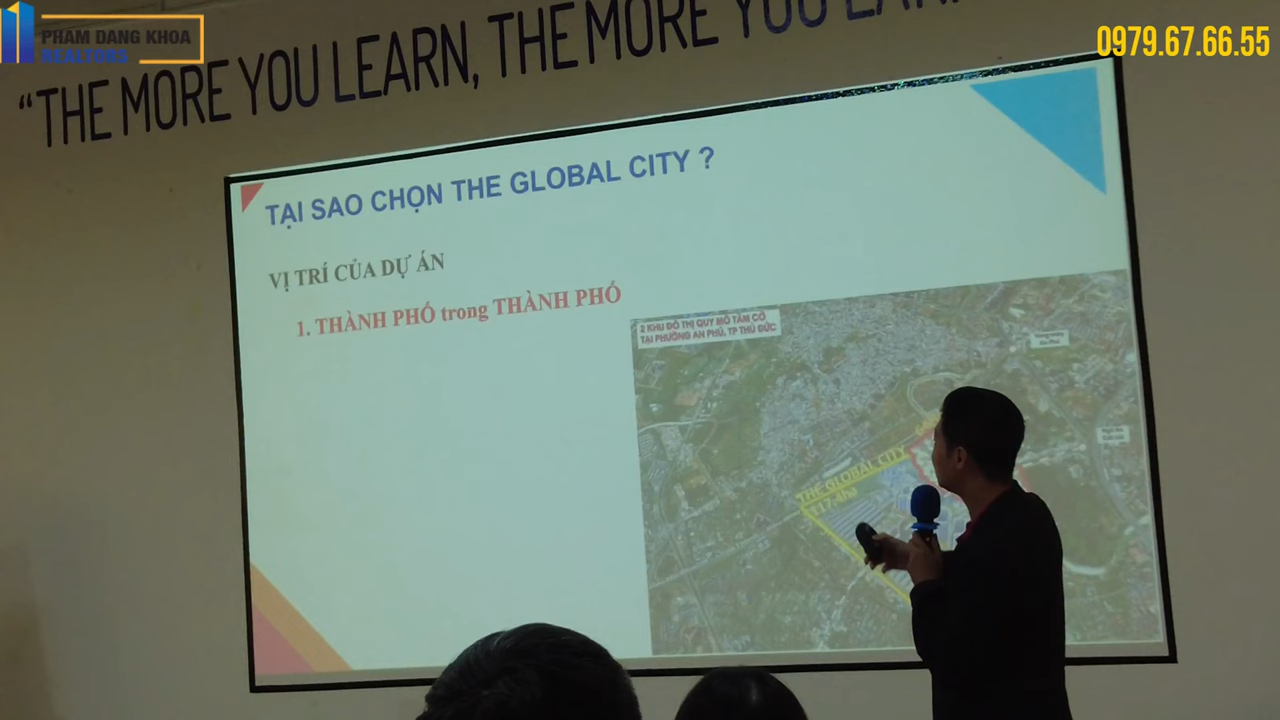 PHAM DANG KHOA
REALTORS
0979.67.66.55
“THE MORE YOU LEARN, THE MORE YOU
TẠI SAO CHỌN THE GLOBAL CITY ?
VỊ TRÍ CỦA DỰ ÁN
1. THÀNH PHỐ trong THÀNH PHỐ
2 KHU ĐÔ THỊ QUY MÔ TẦM CỠ
TẠI PHƯỜNG AN PHÚ, TP THỦ ĐỨC
THE GLOBAL CITY
117.4ha